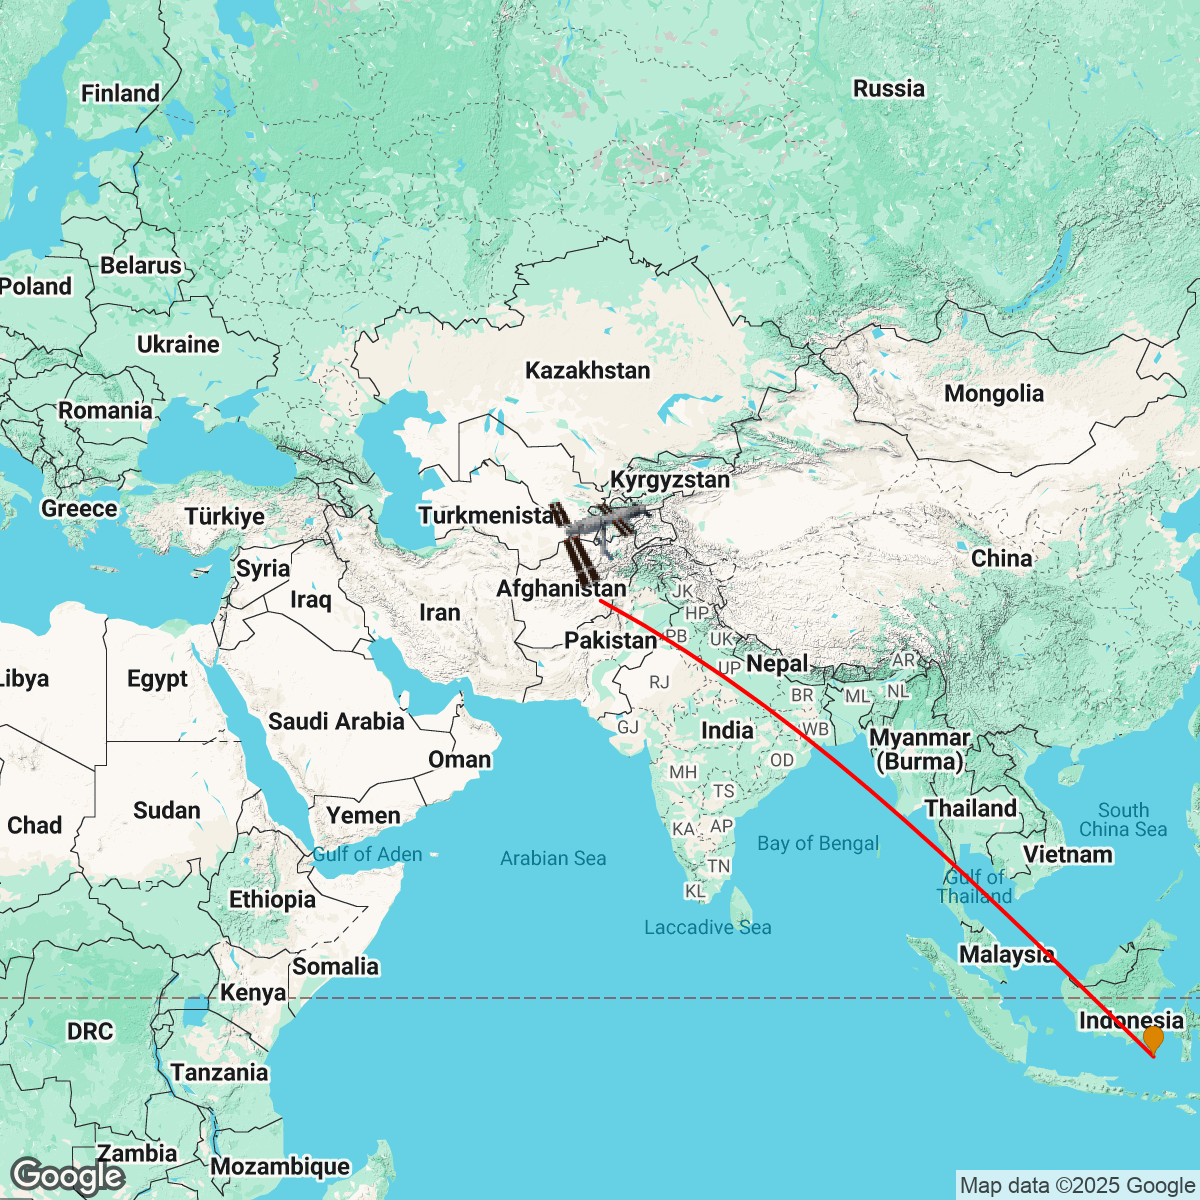 Finland
Russia
Belarus
Poland
Ukraine
Kazakhstan
Mongolia
Romania
Kyrgyzstan
Greece
Türkiye
Turkmenista
China
Syria
Afghanistan
JK
Iraq
Iran
HP
Pakistan
PB
UK
Nepal
AR
UP
Libya
Egypt
RJ
BR
ML
NL
Saudi Arabia
GJ
India
WB
Myanmar
(Burma)
Oman
OD
MH
TS
Sudan
Yemen
Thailand
South
China Sea
Chad
KA
AP
Bay of Bengal
Gulf of Aden
Arabian Sea
Vietnam
TN
Gulf of
Thailand
KL
Ethiopia
Laccadive Sea
Malaysia
Somalia
Kenya
Indonesia
DRC
Tanzania
Zambia
Mozambique
Google
Map data ©2025 Google